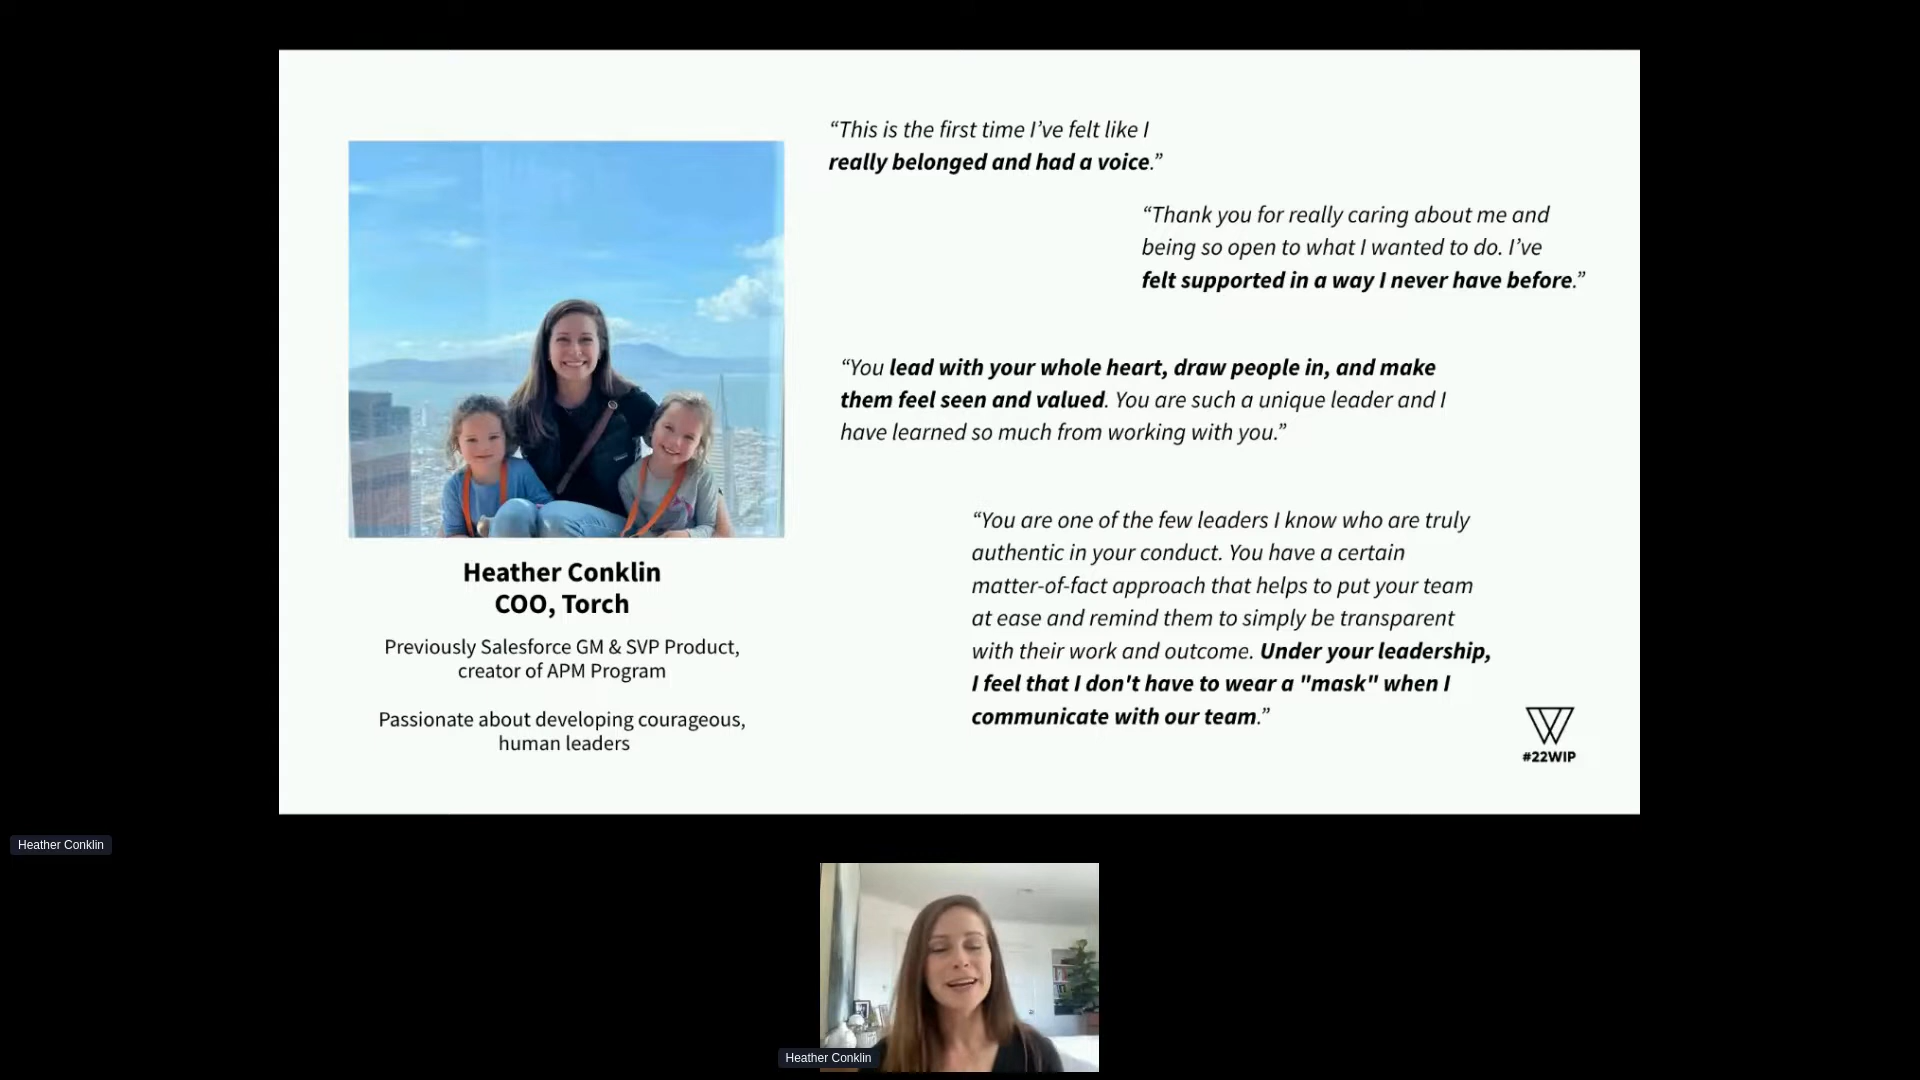 “This is the first time I’ve felt like I
really belonged and had a voice.”
“Thank you for really caring about me and
being so open to what I wanted to do. I’ve
felt supported in a way I never have before.”
“You lead with your whole heart, draw people in, and make
them feel seen and valued. You are such a unique leader and I
have learned so much from working with you.”
“You are one of the few leaders I know who are truly
authentic in your conduct. You have a certain
matter-of-fact approach that helps to put your team
at ease and remind them to simply be transparent
with their work and outcome. Under your leadership,
I feel that I don't have to wear a "mask" when I
communicate with our team.”
Heather Conklin
COO, Torch
Previously Salesforce GM & SVP Product,
creator of APM Program
Passionate about developing courageous,
human leaders
#22WIP
Heather Conklin
Heather Conklin